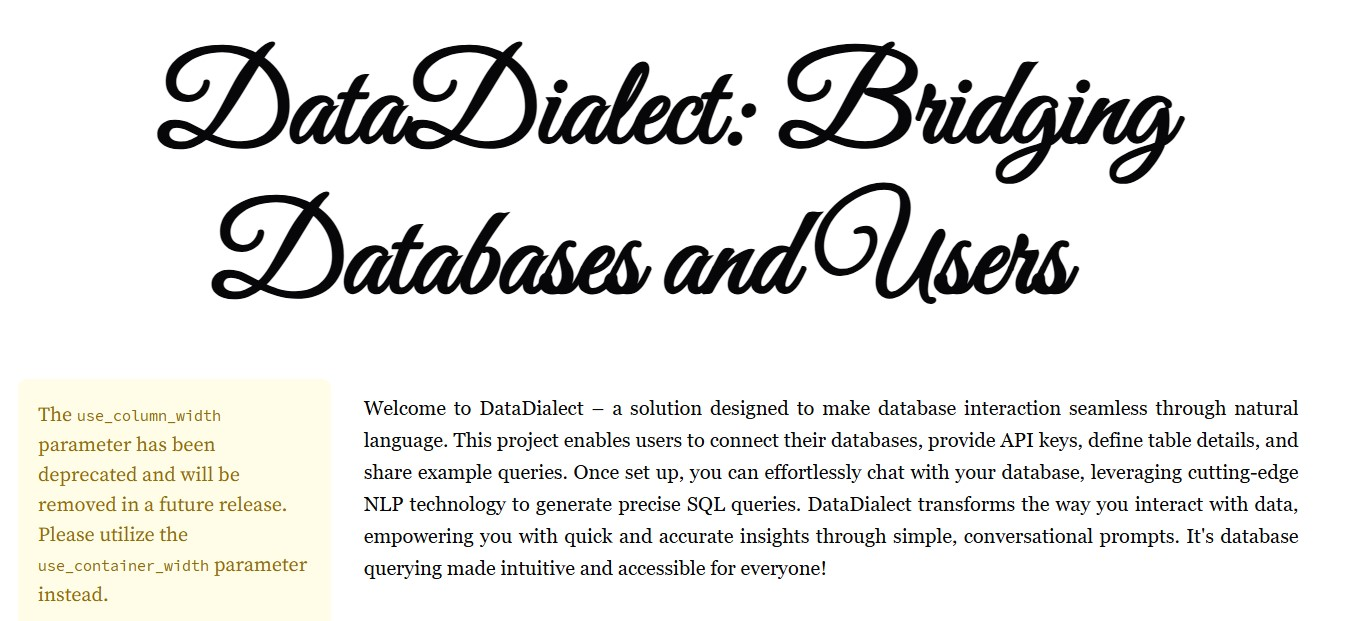 DataDialect: Bridging
Databases and Users
The use_column_width
parameter has been
deprecated and will be
removed in a future release.
Please utilize the
use_container_width parameter
instead.
Welcome to DataDialect – a solution designed to make database interaction seamless through natural
language. This project enables users to connect their databases, provide API keys, define table details, and
share example queries. Once set up, you can effortlessly chat with your database, leveraging cutting-edge
NLP technology to generate precise SQL queries. DataDialect transforms the way you interact with data,
empowering you with quick and accurate insights through simple, conversational prompts. It's database
querying made intuitive and accessible for everyone!